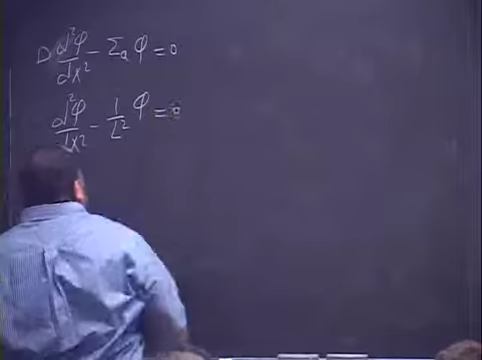 D d²φ/dx² - Σₐ φ = 0
d²φ/dx² - 1/L² φ = 0